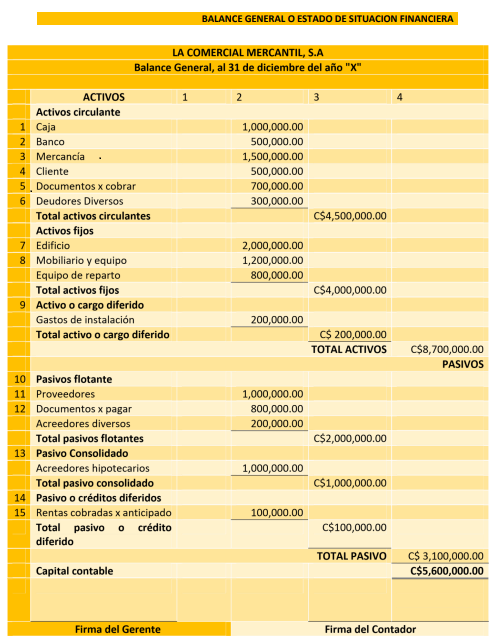 BALANCE GENERAL O ESTADO DE SITUACION FINANCIERA
LA COMERCIAL MERCANTIL, S.A
Balance General, al 31 de diciembre del año "X"
ACTIVOS 1 2 3 4
Activos circulante
1 Caja 1,000,000.00
2 Banco 500,000.00
3 Mercancía 1,500,000.00
4 Cliente 500,000.00
5 Documentos x cobrar 700,000.00
6 Deudores Diversos 300,000.00
Total activos circulantes C$4,500,000.00
Activos fijos
7 Edificio 2,000,000.00
8 Mobiliario y equipo 1,200,000.00
Equipo de reparto 800,000.00
Total activos fijos C$4,000,000.00
9 Activo o cargo diferido
Gastos de instalación 200,000.00
Total activo o cargo diferido C$ 200,000.00
TOTAL ACTIVOS C$8,700,000.00
PASIVOS
10 Pasivos flotante
11 Proveedores 1,000,000.00
12 Documentos x pagar 800,000.00
Acreedores diversos 200,000.00
Total pasivos flotantes C$2,000,000.00
13 Pasivo Consolidado
Acreedores hipotecarios 1,000,000.00
Total pasivo consolidado C$1,000,000.00
14 Pasivo o créditos diferidos
15 Rentas cobradas x anticipado 100,000.00
Total pasivo o crédito C$100,000.00
diferido
TOTAL PASIVO C$ 3,100,000.00
Capital contable C$5,600,000.00
Firma del Gerente Firma del Contador